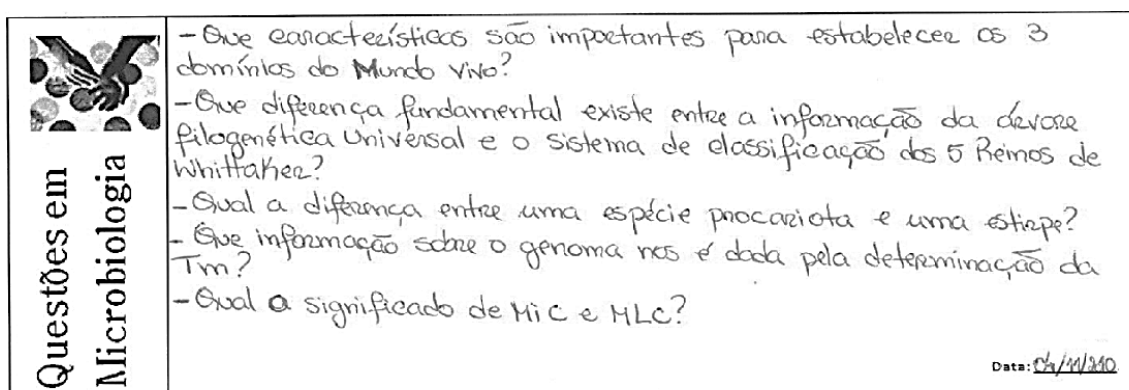 Questões em
Microbiologia
- Que características são importantes para estabelecer os 3
domínios do Mundo Vivo?
- Que diferença fundamental existe entre a informação da árvore
filogenética Universal e o sistema de classificação dos 5 Reinos de
Whittaker?
- Qual a diferença entre uma espécie procariota e uma estirpe?
- Que informação sobre o genoma nos é dada pela determinação da
Tm?
- Qual o significado de MiC e MLC?
Data: